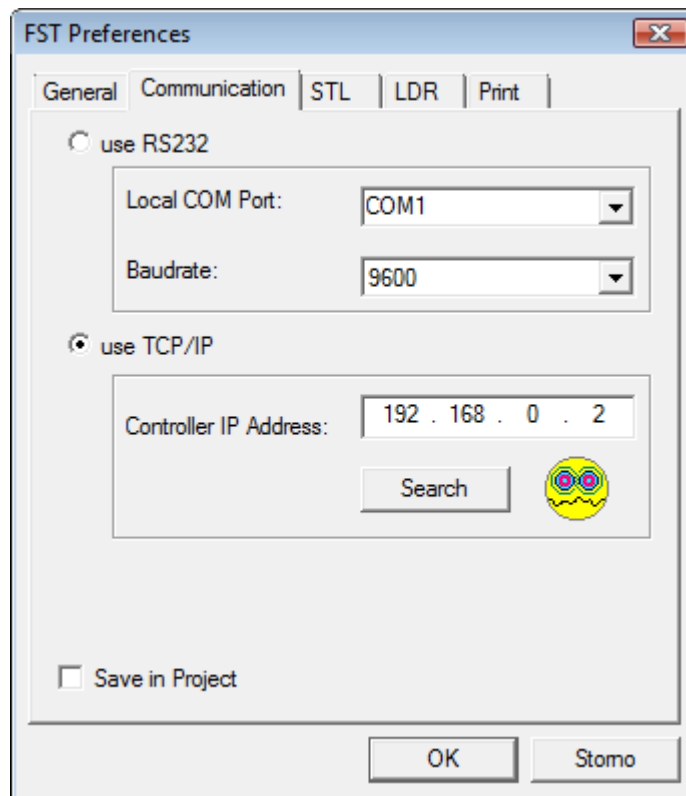 FST Preferences
General Communication STL LDR Print
use RS232
Local COM Port: COM1
Baudrate: 9600
use TCP/IP
Controller IP Address: 192 . 168 . 0 . 2
Search
Save in Project
OK Storno